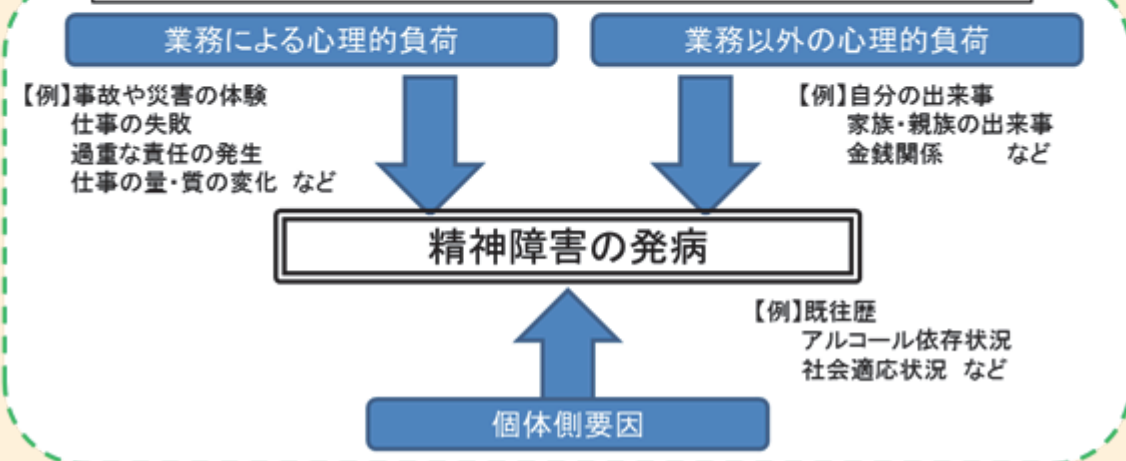 業務による心理的負荷
業務以外の心理的負荷
【例】事故や災害の体験
仕事の失敗
過重な責任の発生
仕事の量・質の変化 など
【例】自分の出来事
家族・親族の出来事
金銭関係 など
精神障害の発病
【例】既往歴
アルコール依存状況
社会適応状況 など
個体側要因